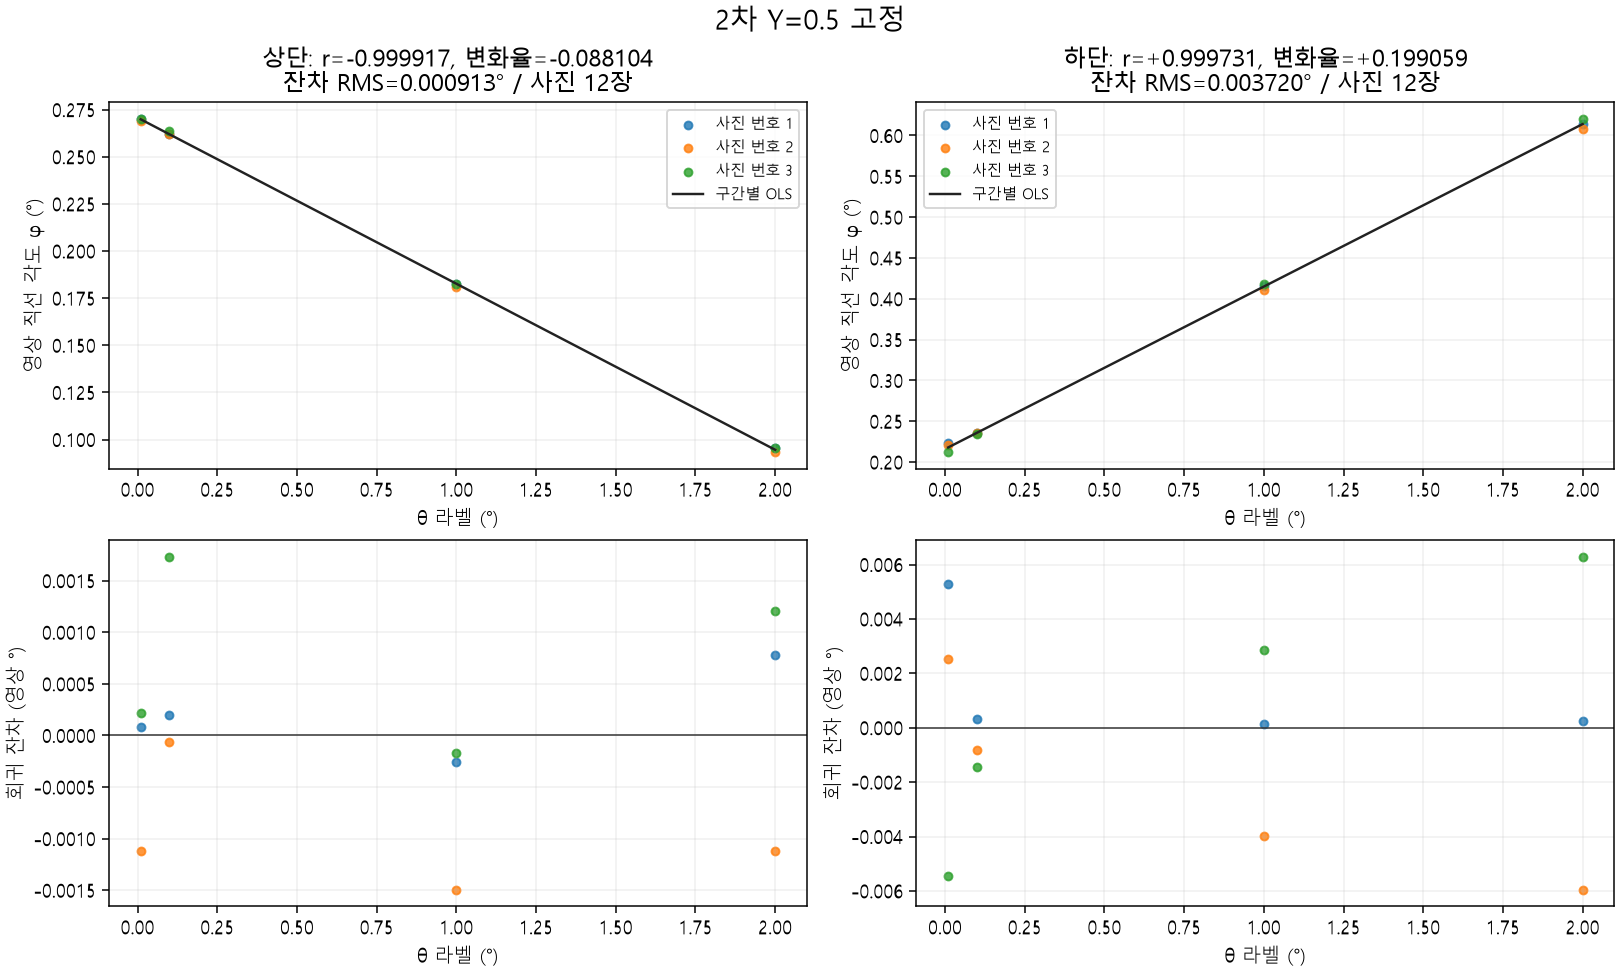 2차 Y=0.5 고정
상단: r=-0.999917, 변화율=-0.088104
잔차 RMS=0.000913° / 사진 12장
0.275
0.250
0.225
0.200
0.175
0.150
0.125
0.100
영상 직선 각도 φ (°)
사진 번호 1
사진 번호 2
사진 번호 3
구간별 OLS
0.00 0.25 0.50 0.75 1.00 1.25 1.50 1.75 2.00
θ 라벨 (°)
하단: r=+0.999731, 변화율=+0.199059
잔차 RMS=0.003720° / 사진 12장
0.60
0.55
0.50
0.45
0.40
0.35
0.30
0.25
0.20
영상 직선 각도 φ (°)
사진 번호 1
사진 번호 2
사진 번호 3
구간별 OLS
0.00 0.25 0.50 0.75 1.00 1.25 1.50 1.75 2.00
θ 라벨 (°)
0.0015
0.0010
0.0005
0.0000
-0.0005
-0.0010
-0.0015
회귀 잔차 (영상 °)
0.00 0.25 0.50 0.75 1.00 1.25 1.50 1.75 2.00
θ 라벨 (°)
0.006
0.004
0.002
0.000
-0.002
-0.004
-0.006
회귀 잔차 (영상 °)
0.00 0.25 0.50 0.75 1.00 1.25 1.50 1.75 2.00
θ 라벨 (°)